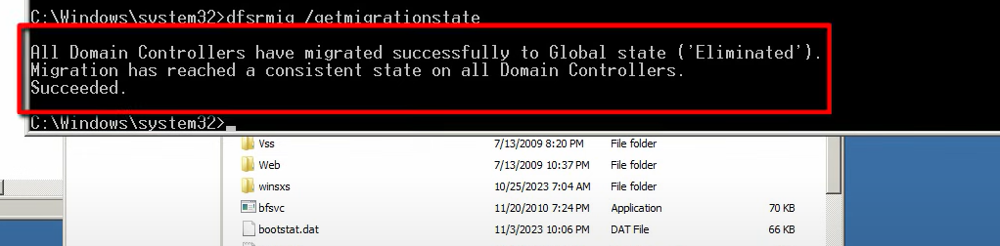 C:\Windows\system32>dfsrmig /getmigrationstate
All Domain Controllers have migrated successfully to Global state ('Eliminated').
Migration has reached a consistent state on all Domain Controllers.
Succeeded.
C:\Windows\system32>_
Vss 7/13/2009 8:20 PM File folder
Web 7/13/2009 10:37 PM File folder
winsxs 10/25/2023 7:04 AM File folder
bfsvc 11/20/2010 7:24 PM Application 70 KB
bootstat.dat 11/3/2023 10:06 PM DAT File 66 KB